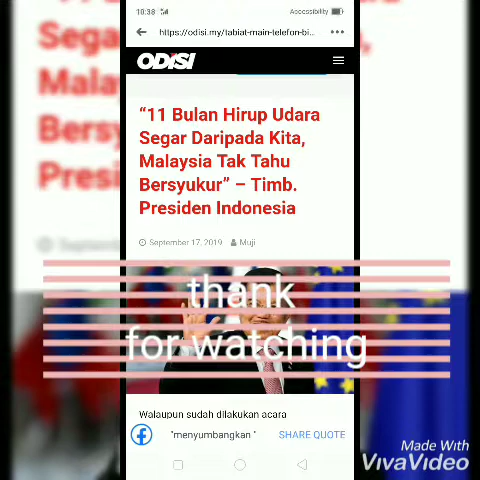 10:38
Accessibility
https://odisi.my/tabiat-main-telefon-bi...
ODISI
“11 Bulan Hirup Udara
Segar Daripada Kita,
Malaysia Tak Tahu
Bersyukur” – Timb.
Presiden Indonesia
September 17, 2019 Muji
thank
for watching
Walaupun sudah dilakukan acara
"menyumbangkan " SHARE QUOTE
Made With
VivaVideo